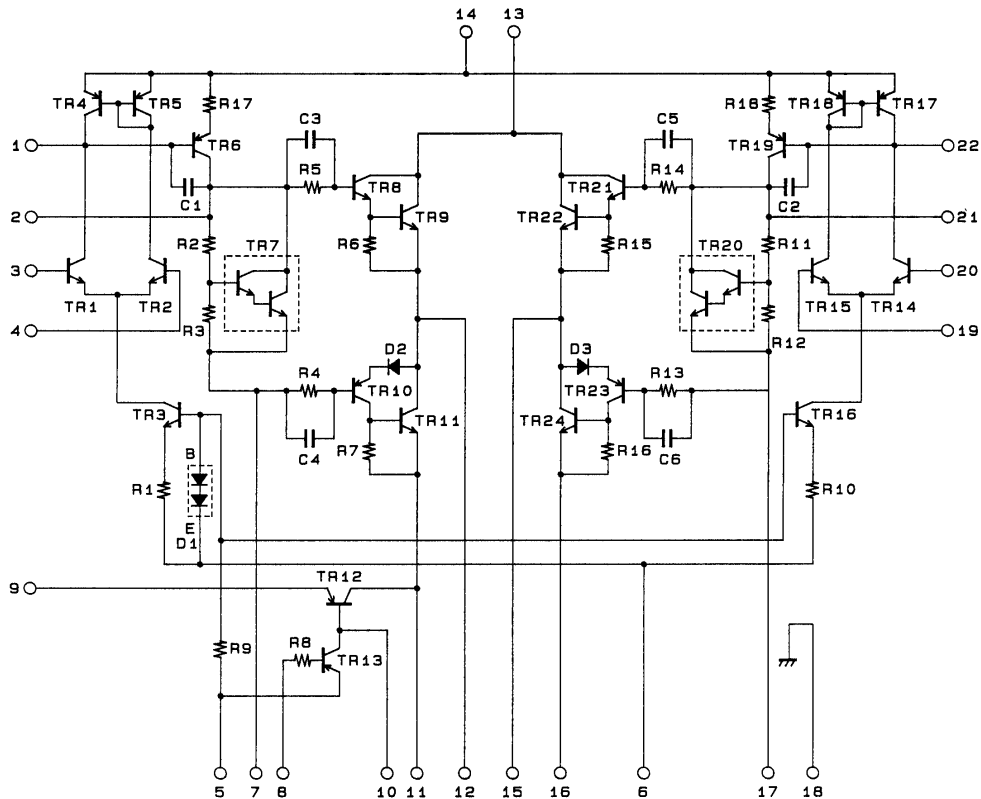 14 13
TR4 TR5 R17 R18 TR18 TR17
C3 C5
1 TR6 TR19 22
R5 R14
C1 TR8 TR21 C2
2 TR9 TR22 21
R2 TR7 R6 R15 TR20 R11
3 20
TR1 TR2 TR15 TR14
4 R3 R12 19
D2 D3
R4 TR10 TR23 R13
TR3 TR11 TR24 TR16
B C4 R7 R16 C6
R1 R10
E
D1
9 TR12
R9 R8 TR13
5 7 8 10 11 12 15 16 6 17 18